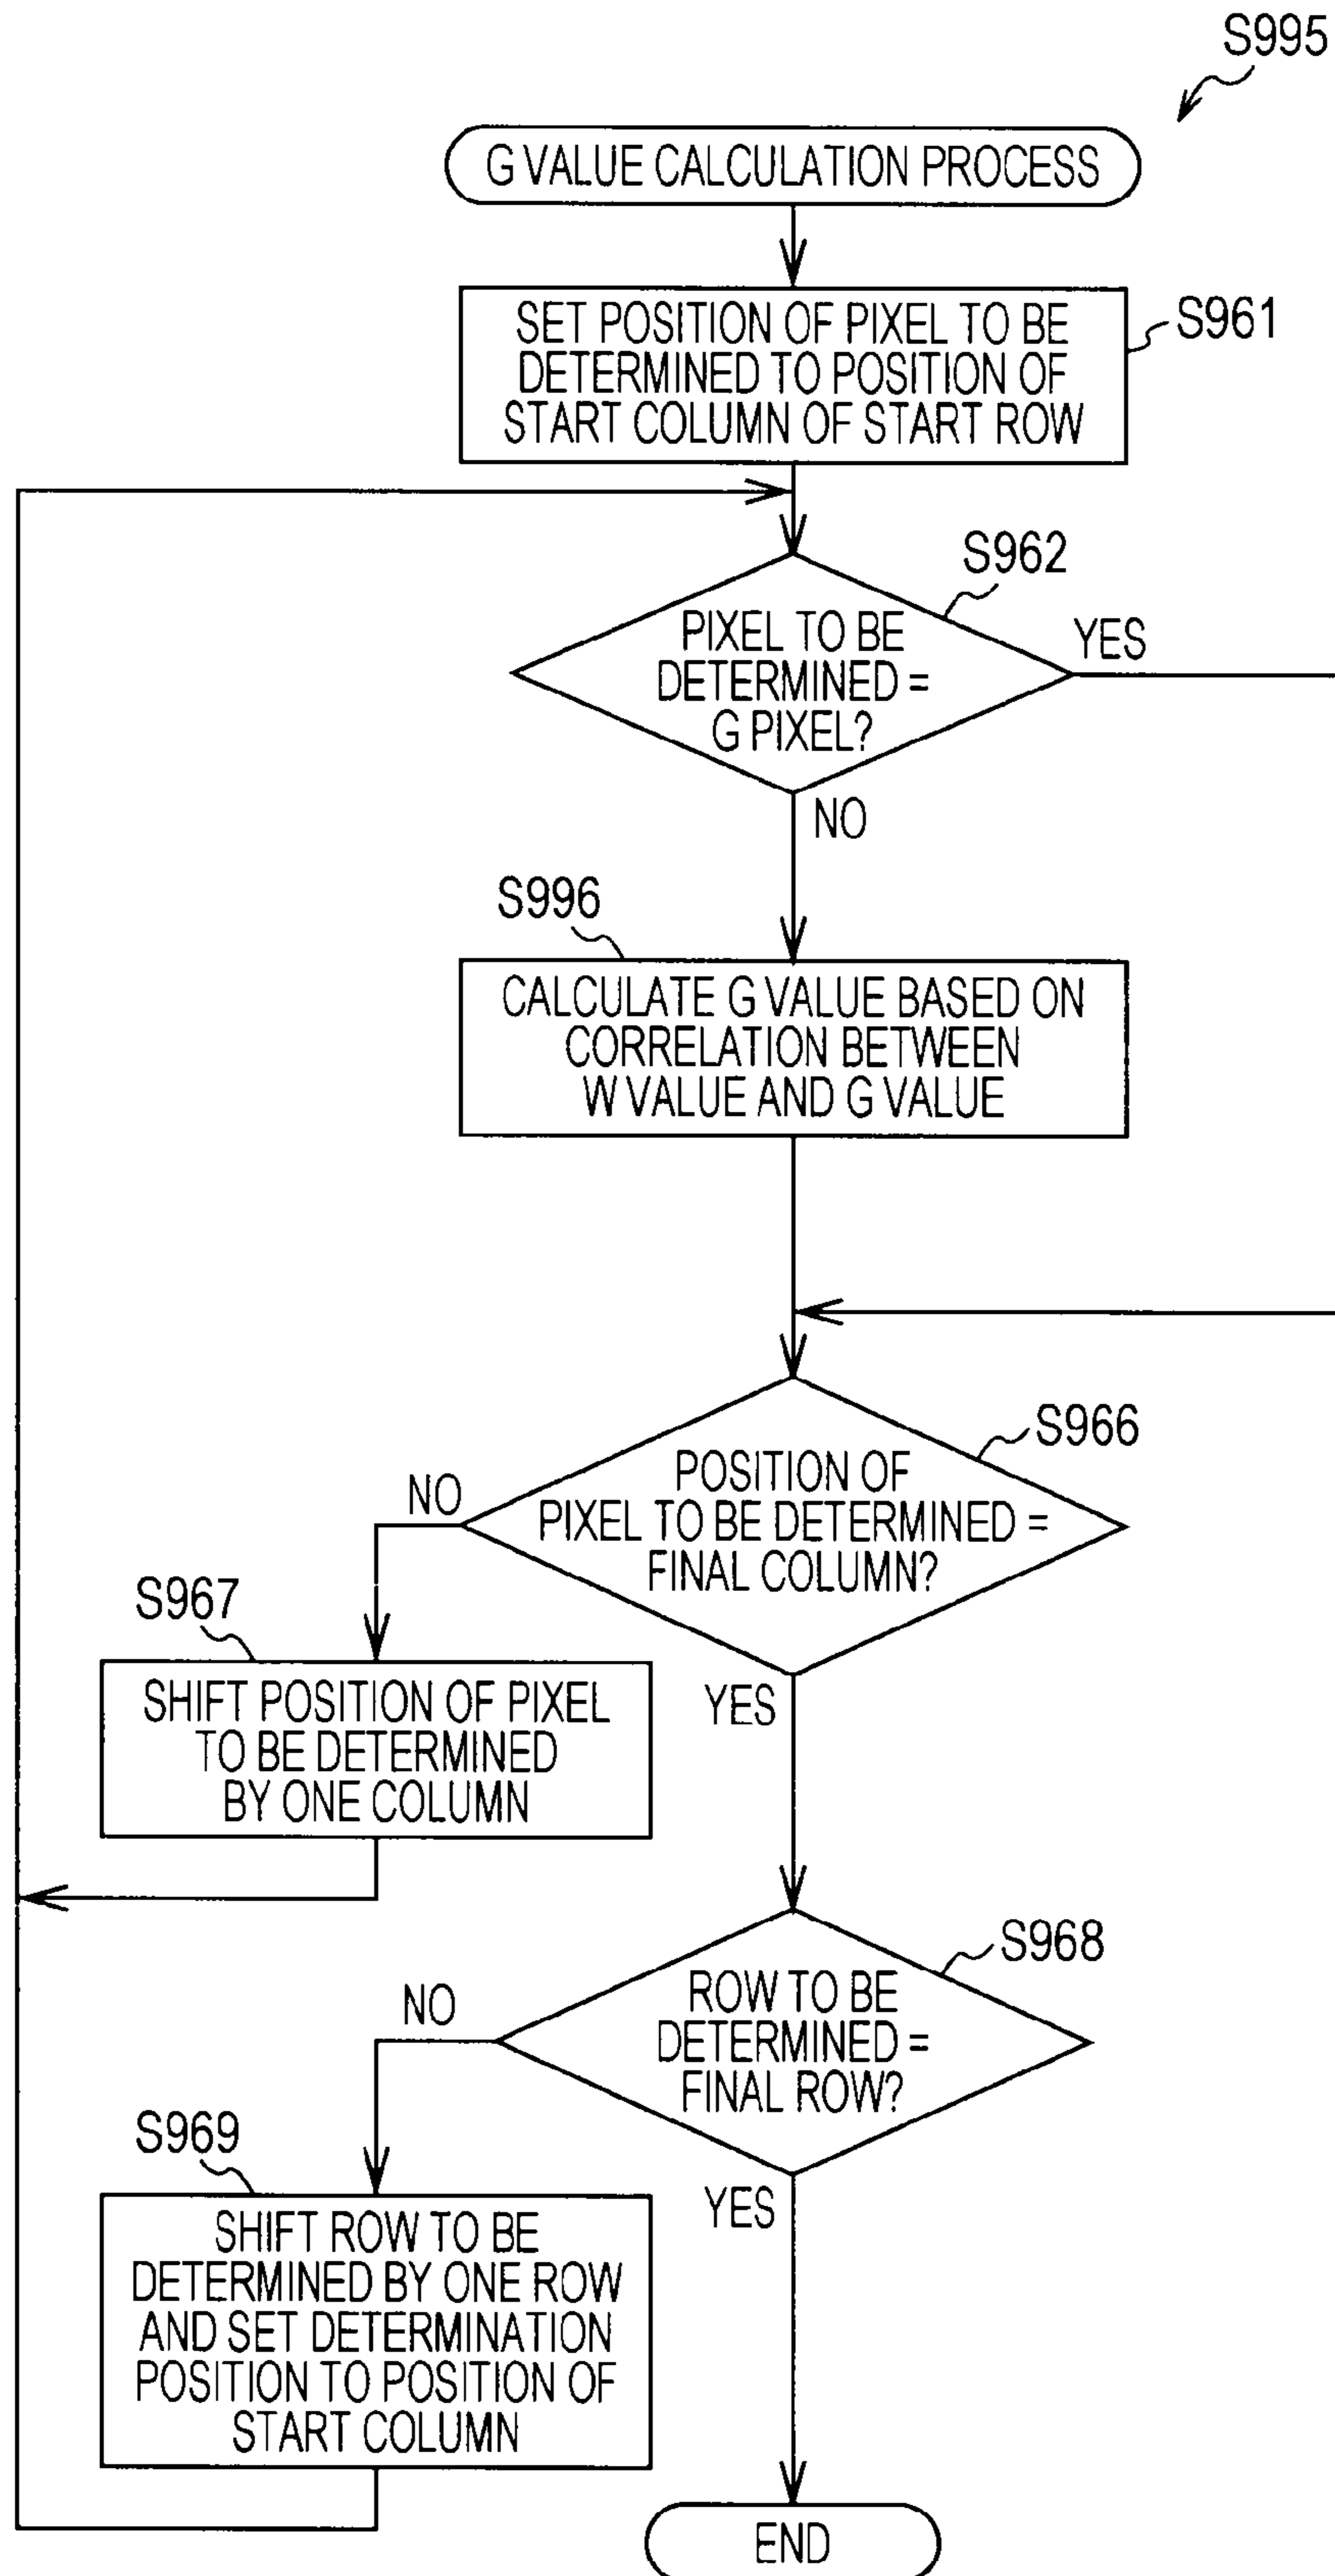 S995
G VALUE CALCULATION PROCESS
SET POSITION OF PIXEL TO BE
DETERMINED TO POSITION OF
START COLUMN OF START ROW
S961
S962
PIXEL TO BE
DETERMINED =
G PIXEL?
YES
NO
S996
CALCULATE G VALUE BASED ON
CORRELATION BETWEEN
W VALUE AND G VALUE
S966
POSITION OF
PIXEL TO BE DETERMINED =
FINAL COLUMN?
NO
S967
SHIFT POSITION OF PIXEL
TO BE DETERMINED
BY ONE COLUMN
YES
S968
ROW TO BE
DETERMINED =
FINAL ROW?
NO
S969
SHIFT ROW TO BE
DETERMINED BY ONE ROW
AND SET DETERMINATION
POSITION TO POSITION OF
START COLUMN
YES
END